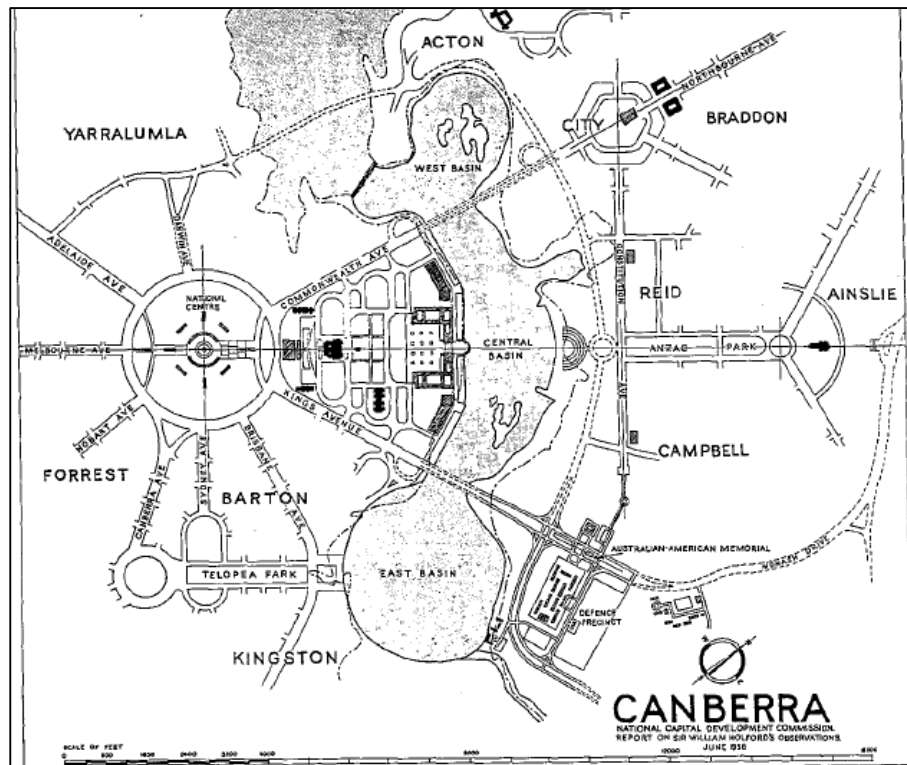 ACTON
NORTHBOURNE AVE
CITY
BRADDON
YARRALUMLA
WEST BASIN
ADELAIDE AVE
COMMONWEALTH AVE
CONSTITUTION
AVE
REID
AINSLIE
NATIONAL
CENTRE
MELBOURNE AVE
CENTRAL
BASIN
ANZAC
PARK
KINGS AVENUE
HOBART AVE
CAMPBELL
FORREST
CANBERRA AVE
SYDNEY AVE
BRISBANE AVE
BARTON
AUSTRALIAN-AMERICAN MEMORIAL
TELOPEA PARK
EAST BASIN
DEFENCE
PRECINCT
KINGSTON
CANBERRA
NATIONAL CAPITAL DEVELOPMENT COMMISSION
REPORT ON SIR WILLIAM HOLFORD'S OBSERVATIONS.
JUNE 1958
SCALE OF FEET